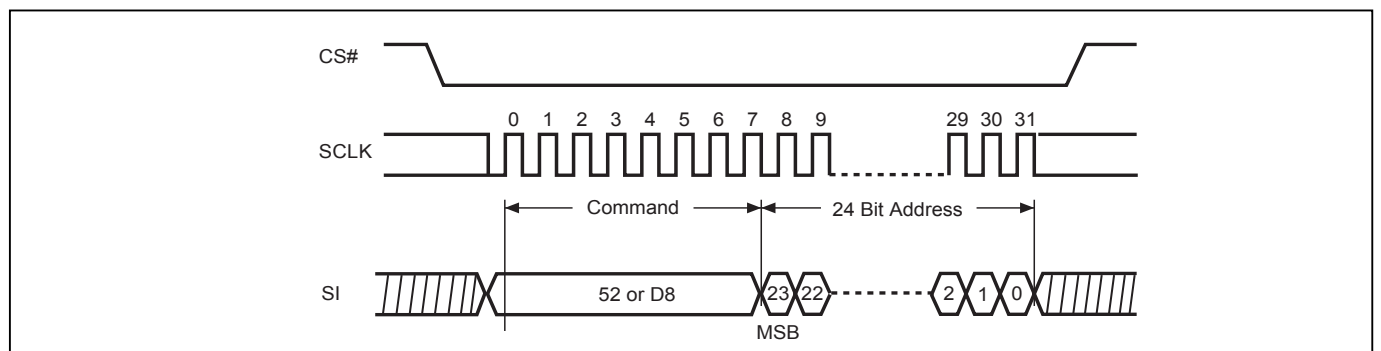 CS#
0 1 2 3 4 5 6 7 8 9 29 30 31
SCLK
Command 24 Bit Address
SI 52 or D8 23 22 2 1 0
MSB